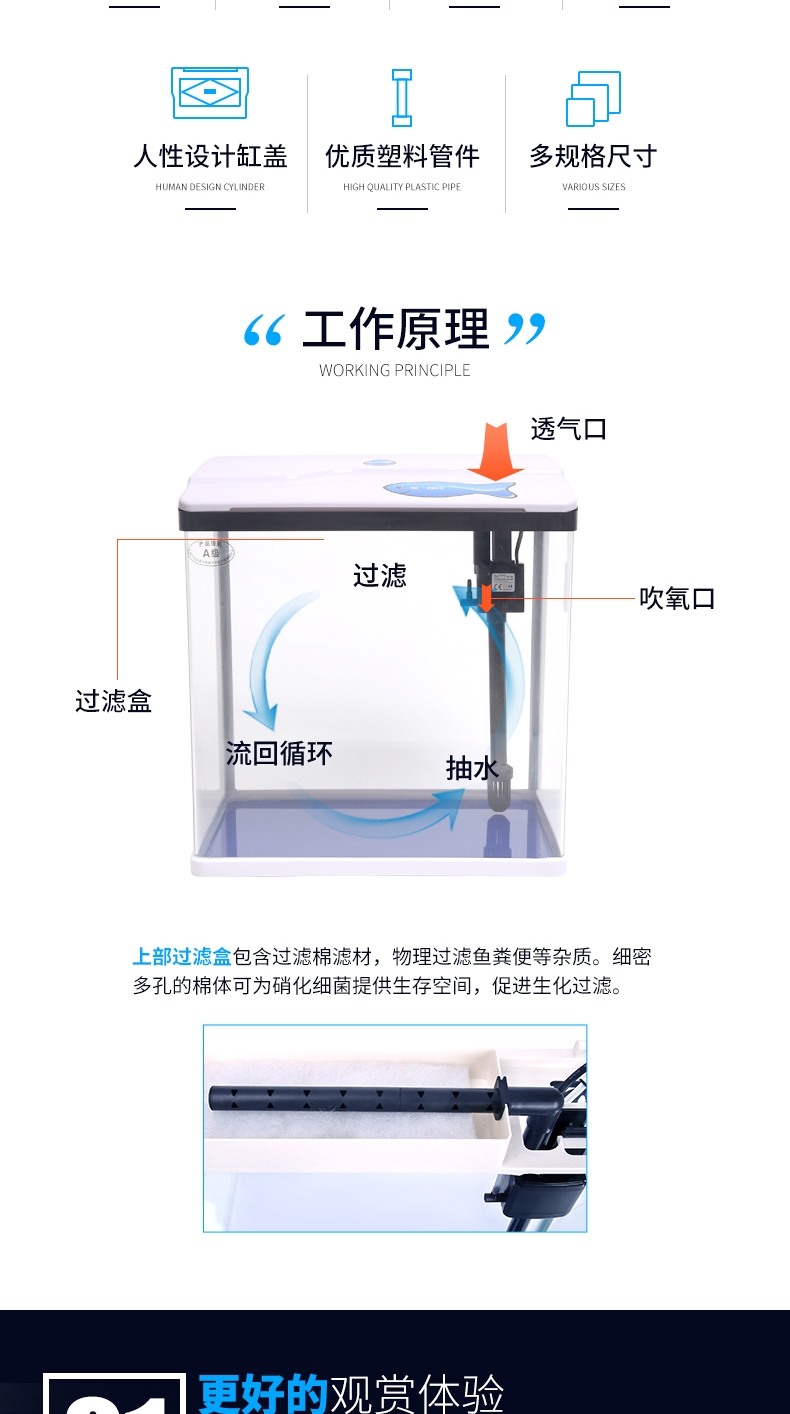 人性设计缸盖
优质塑料管件
多规格尺寸
HUMAN DESIGN CYLINDER
HIGH QUALITY PLASTIC PIPE
VARIOUS SIZES
“ 工作原理 ”
WORKING PRINCIPLE
透气口
A级
过滤
吹氧口
过滤盒
流回循环
抽水
上部过滤盒包含过滤棉滤材，物理过滤鱼粪便等杂质。细密
多孔的棉体可为硝化细菌提供生存空间，促进生化过滤。
更好的观赏体验